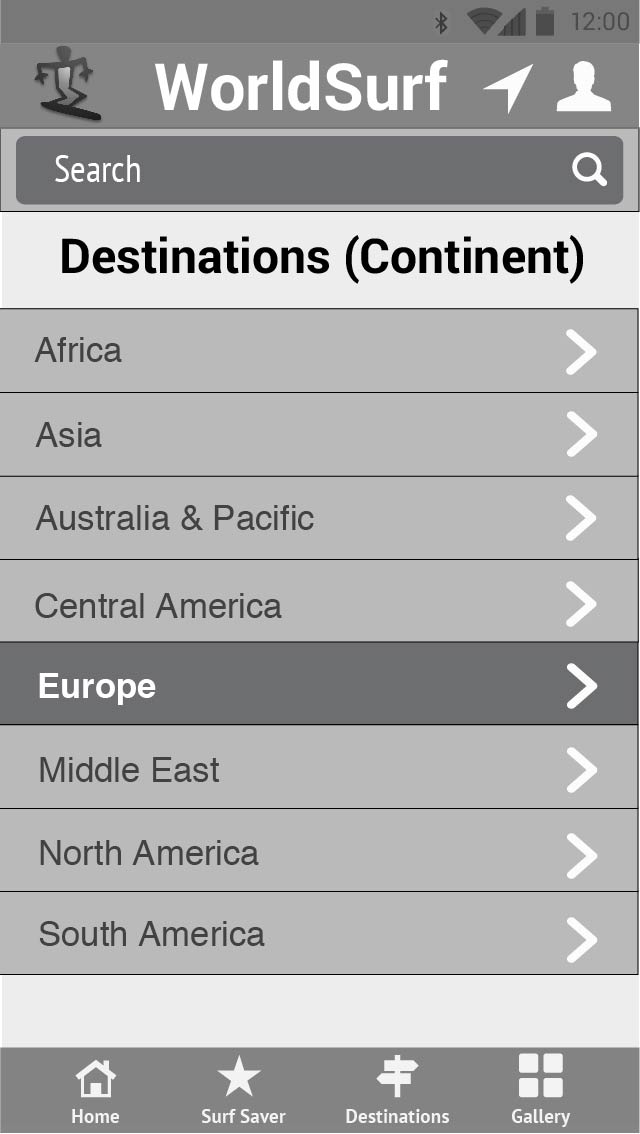 12:00
WorldSurf
Search
Destinations (Continent)
Africa
Asia
Australia & Pacific
Central America
Europe
Middle East
North America
South America
Home Surf Saver Destinations Gallery